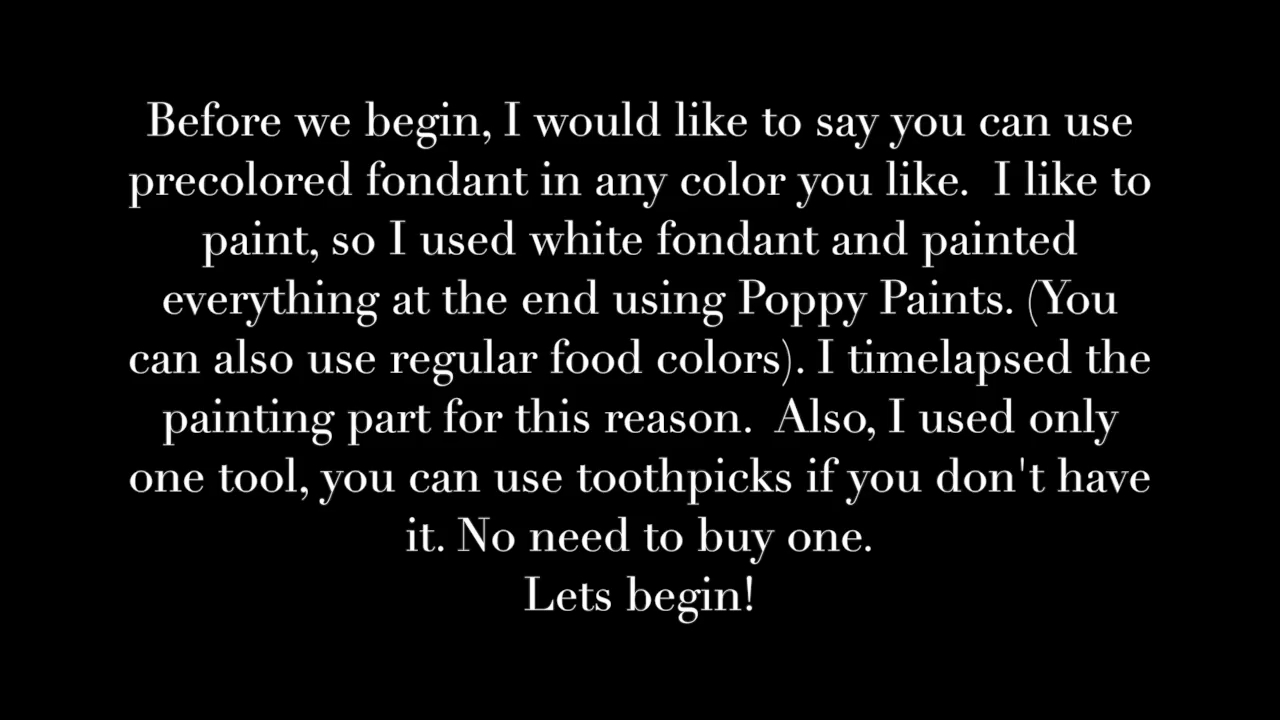 Before we begin, I would like to say you can use
precolored fondant in any color you like.  I like to
paint, so I used white fondant and painted
everything at the end using Poppy Paints. (You
can also use regular food colors). I timelapsed the
painting part for this reason.  Also, I used only
one tool, you can use toothpicks if you don't have
it. No need to buy one.
Lets begin!